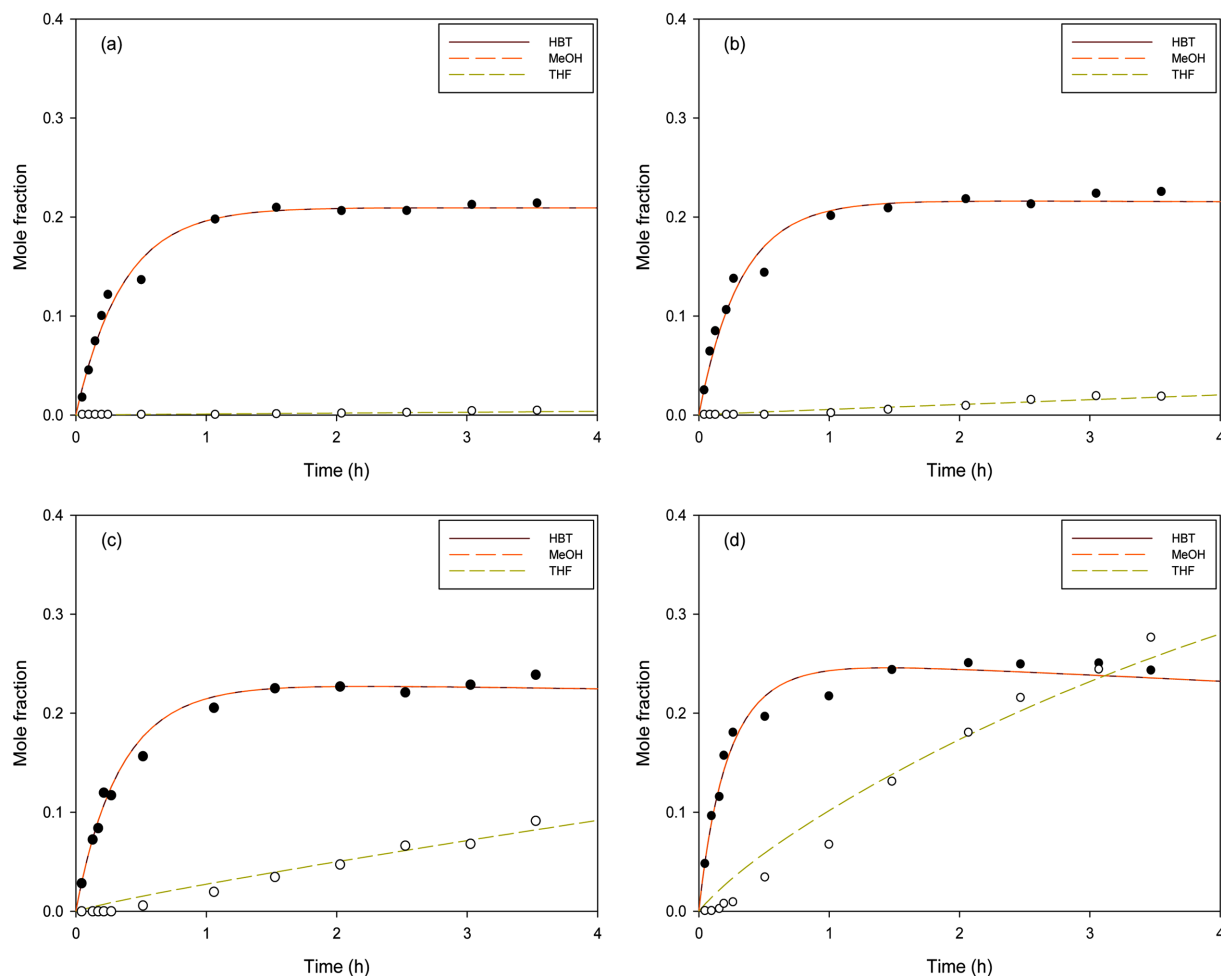 (a)
HBT
MeOH
THF
0.4
0.3
0.2
0.1
0.0
Mole fraction
0 1 2 3 4
Time (h)
(b)
HBT
MeOH
THF
0.4
0.3
0.2
0.1
0.0
Mole fraction
0 1 2 3 4
Time (h)
(c)
HBT
MeOH
THF
0.4
0.3
0.2
0.1
0.0
Mole fraction
0 1 2 3 4
Time (h)
(d)
HBT
MeOH
THF
0.4
0.3
0.2
0.1
0.0
Mole fraction
0 1 2 3 4
Time (h)